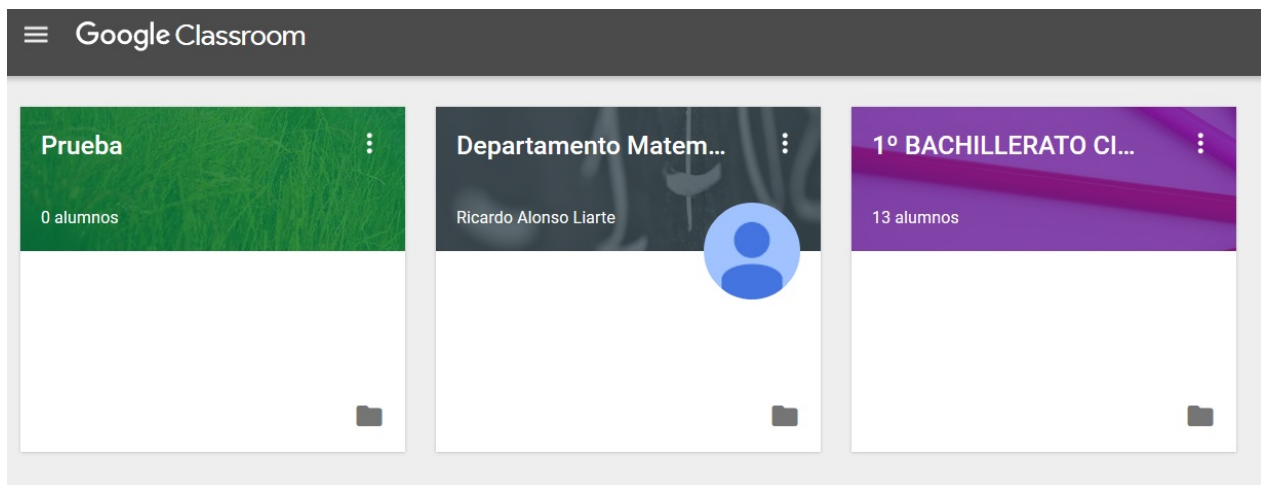 Google Classroom
Prueba
0 alumnos
Departamento Matem...
Ricardo Alonso Liarte
1º BACHILLERATO CI...
13 alumnos